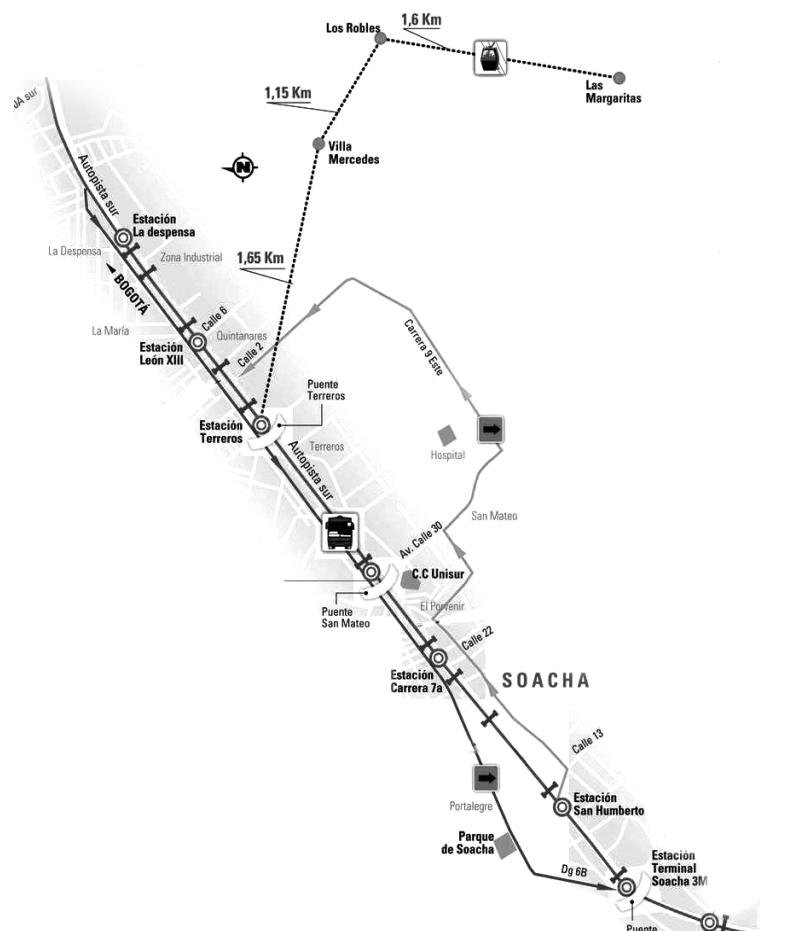 Los Robles
1,6 Km
Las
Margaritas
1,15 Km
Villa
Mercedes
N
Autopista sur
Estación
La despensa
La Despensa
Zona Industrial
BOGOTÁ
1,65 Km
Calle 6
La María
Quintanares
Estación
León XIII
Calle 2
Carrera 9 Este
Puente
Terreros
Estación
Terreros
Terreros
Hospital
Autopista sur
San Mateo
Av. Calle 30
C.C Unisur
El Porvenir
Puente
San Mateo
Calle 22
Estación
Carrera 7a
SOACHA
Calle 13
Portalegre
Estación
San Humberto
Parque
de Soacha
Dg 6B
Estación
Terminal
Soacha 3M
Puente